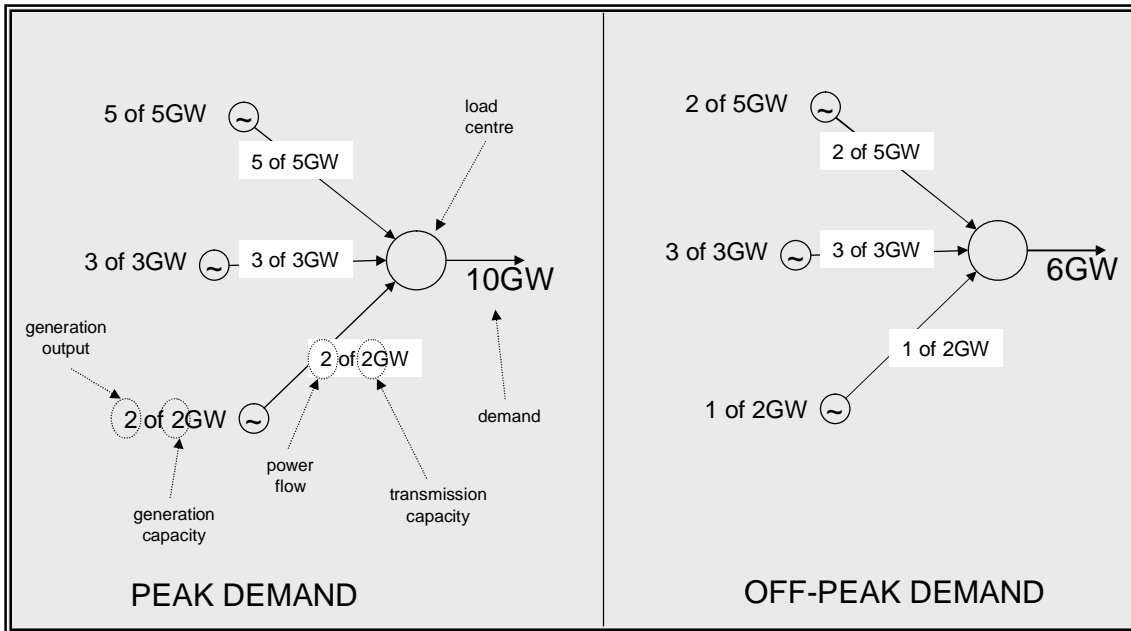 5 of 5GW
load
centre
5 of 5GW
3 of 3GW
3 of 3GW
10GW
generation
output
2 of 2GW
2 of 2GW
demand
power
flow
generation
capacity
transmission
capacity
PEAK DEMAND
2 of 5GW
2 of 5GW
3 of 3GW
3 of 3GW
6GW
1 of 2GW
1 of 2GW
OFF-PEAK DEMAND